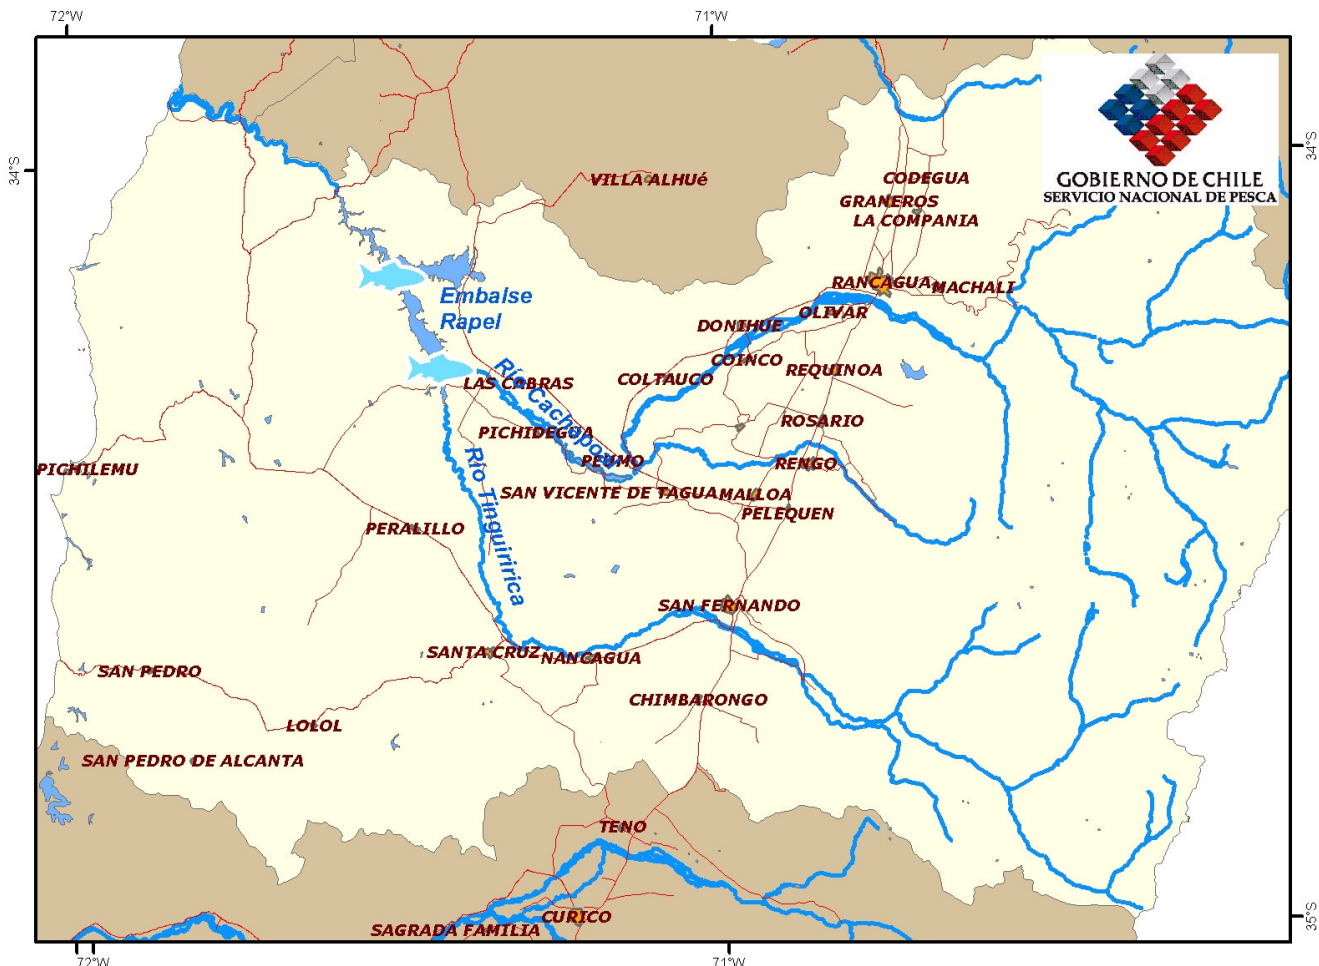 72°W
71°W
34°S
34°S
GOBIERNO DE CHILE
SERVICIO NACIONAL DE PESCA
VILLA ALHUé
CODEGUA
GRANEROS
LA COMPANIA
RANCAGUA
MACHALI
Embalse
Rapel
OLIVAR
DONIHUE
COINCO
REQUINOA
COLTAUCO
LAS CABRAS
Río Cachapoal
ROSARIO
PICHIDEGUA
PEUMO
RENGO
PICHILEMU
SAN VICENTE DE TAGUA
MALLOA
PELEQUEN
PERALILLO
Río Tinguiririca
SAN FERNANDO
SANTA CRUZ
NANCAGUA
SAN PEDRO
CHIMBARONGO
LOLOL
SAN PEDRO DE ALCANTA
TENO
CURICO
SAGRADA FAMILIA
35°S
72°W
71°W